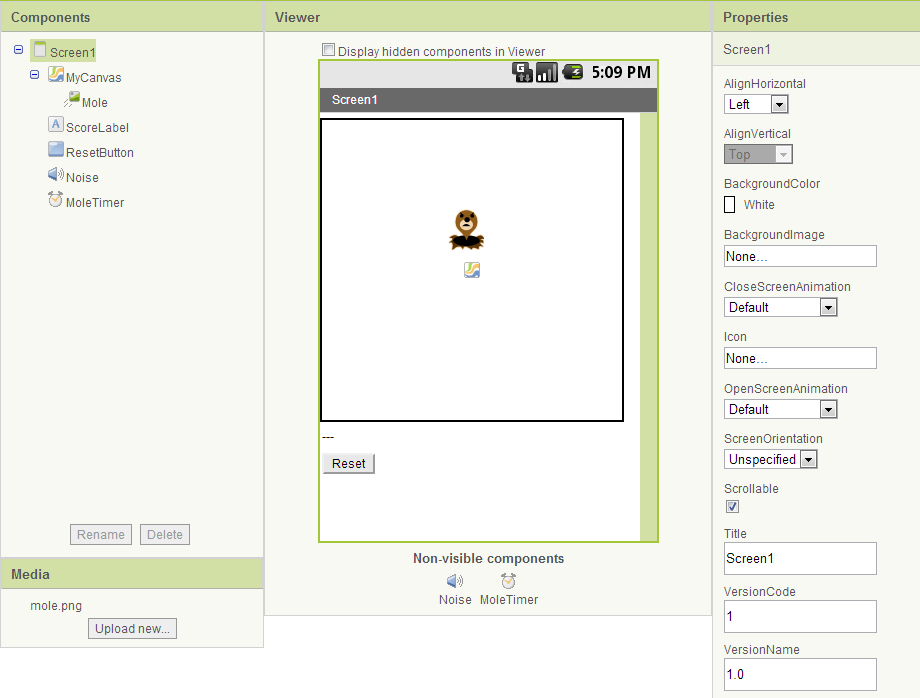 Components
Screen1
MyCanvas
Mole
ScoreLabel
ResetButton
Noise
MoleTimer
Rename
Delete
Media
mole.png
Upload new...
Viewer
Display hidden components in Viewer
G
5:09 PM
Screen1
---
Reset
Non-visible components
Noise
MoleTimer
Properties
Screen1
AlignHorizontal
Left
AlignVertical
Top
BackgroundColor
White
BackgroundImage
None...
CloseScreenAnimation
Default
Icon
None...
OpenScreenAnimation
Default
ScreenOrientation
Unspecified
Scrollable
Title
Screen1
VersionCode
1
VersionName
1.0